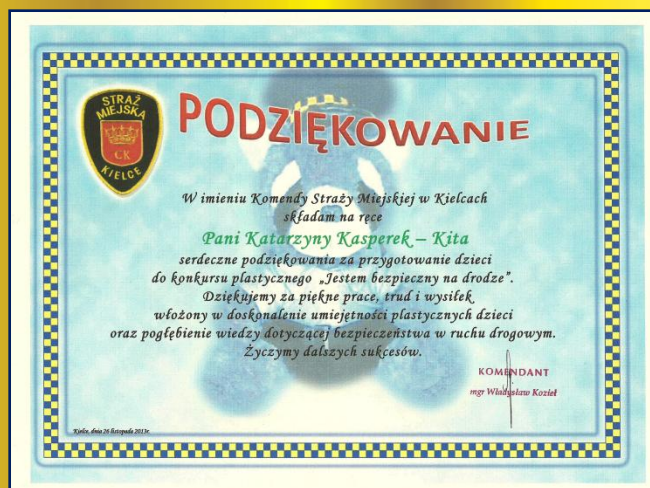 STRAŻ
MIEJSKA
CK
KIELCE
PODZIĘKOWANIE
W imieniu Komendy Straży Miejskiej w Kielcach
składam na ręce
Pani Katarzyny Kasperek – Kita
serdeczne podziękowania za przygotowanie dzieci
do konkursu plastycznego „Jestem bezpieczny na drodze".
Dziękujemy za piękne prace, trud i wysiłek
włożony w doskonalenie umiejętności plastycznych dzieci
oraz pogłębienie wiedzy dotyczącej bezpieczeństwa w ruchu drogowym.
Życzymy dalszych sukcesów.
KOMENDANT
mgr Władysław Kozieł
Kielce, dnia 26 listopada 2013r.